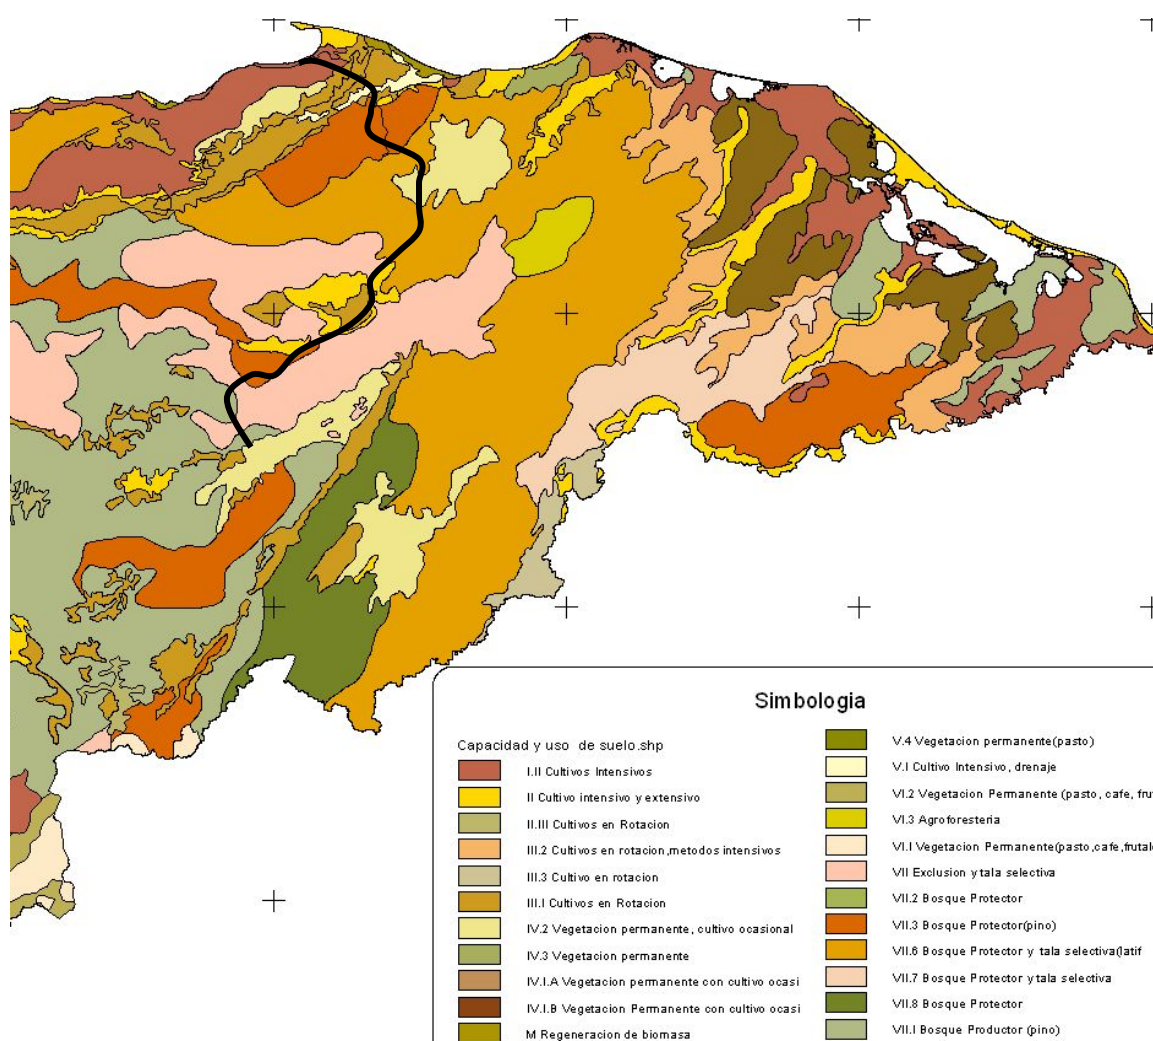 Simbologia
Capacidad y uso de suelo.shp
I.II Cultivos Intensivos
II Cultivo intensivo y extensivo
II.III Cultivos en Rotacion
III.2 Cultivos en rotacion,metodos intensivos
III.3 Cultivo en rotacion
III.I Cultivos en Rotacion
IV.2 Vegetacion permanente, cultivo ocasional
IV.3 Vegetacion permanente
IV.I.A Vegetacion permanente con cultivo ocasi
IV.I.B Vegetacion Permanente con cultivo ocasi
M Regeneracion de biomasa
V.4 Vegetacion permanente(pasto)
V.I Cultivo Intensivo, drenaje
VI.2 Vegetacion Permanente (pasto, cafe, frut
VI.3 Agroforesteria
VI.I Vegetacion Permanente(pasto,cafe,frutale
VII Exclusion y tala selectiva
VII.2 Bosque Protector
VII.3 Bosque Protector(pino)
VII.6 Bosque Protector y tala selectiva(latif
VII.7 Bosque Protector y tala selectiva
VII.8 Bosque Protector
VII.I Bosque Productor (pino)